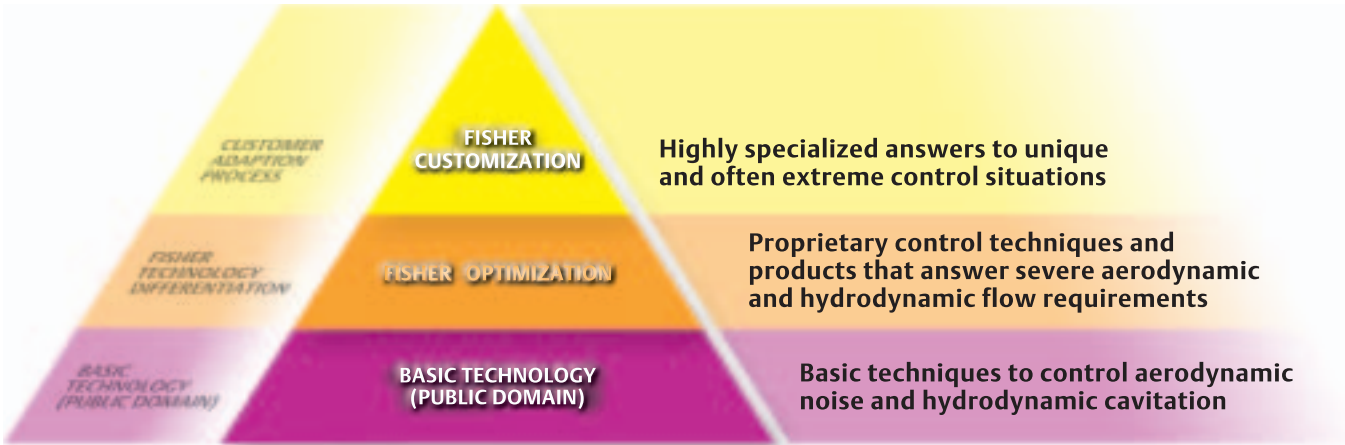 CUSTOMER
ADAPTION
PROCESS
FISHER
CUSTOMIZATION
Highly specialized answers to unique
and often extreme control situations
FISHER
TECHNOLOGY
DIFFERENTIATION
FISHER OPTIMIZATION
Proprietary control techniques and
products that answer severe aerodynamic
and hydrodynamic flow requirements
BASIC
TECHNOLOGY
(PUBLIC DOMAIN)
BASIC TECHNOLOGY
(PUBLIC DOMAIN)
Basic techniques to control aerodynamic
noise and hydrodynamic cavitation